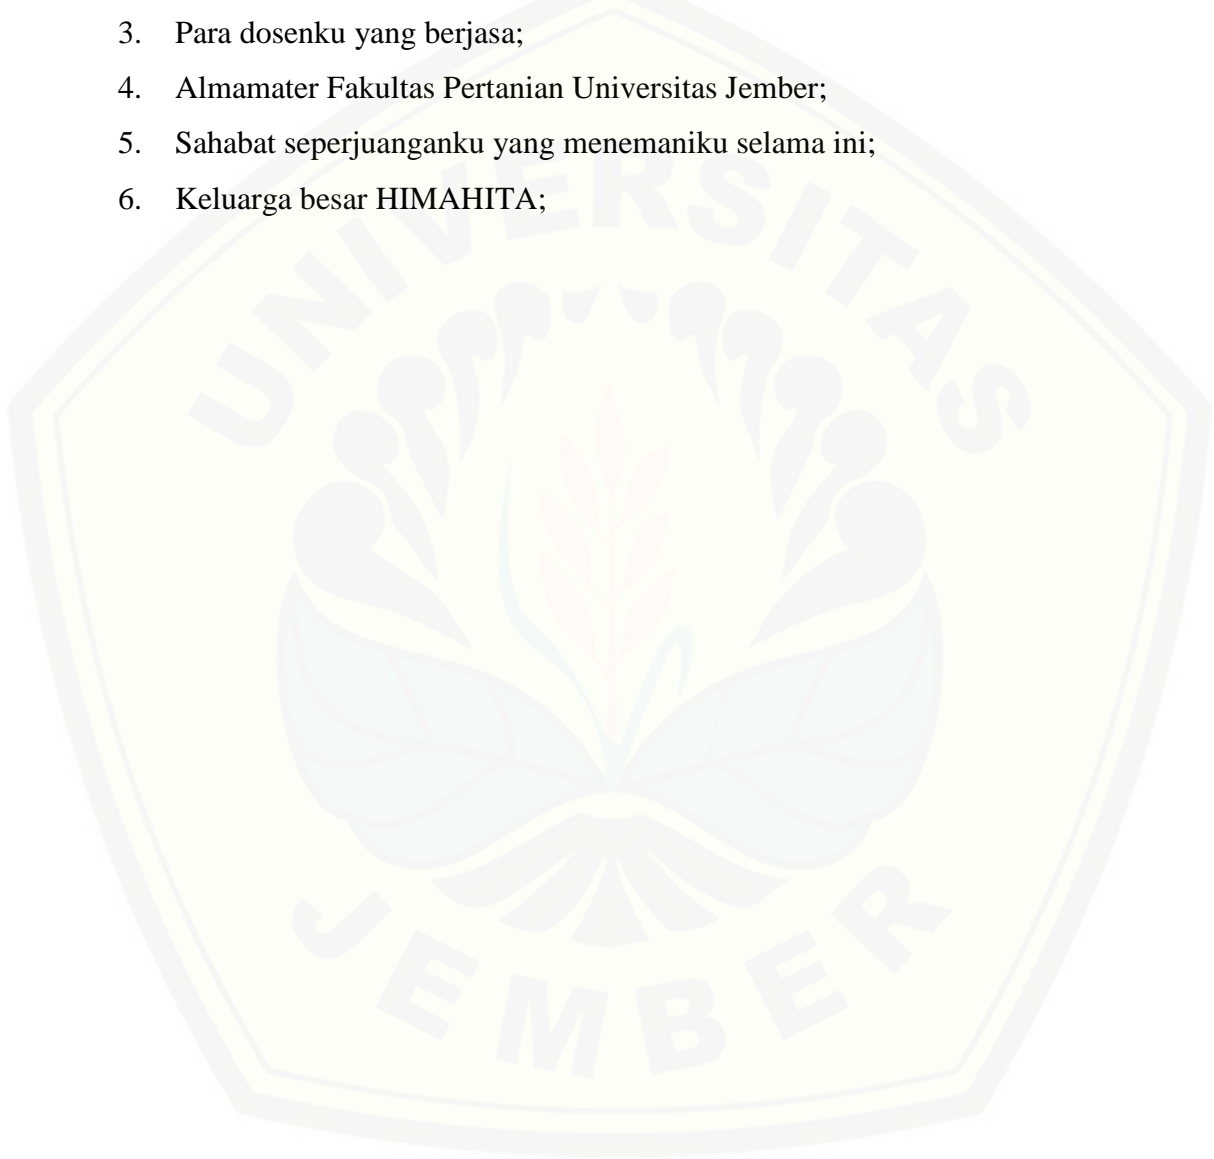 3. Para dosenku yang berjasa;
4. Almamater Fakultas Pertanian Universitas Jember;
5. Sahabat seperjuanganku yang menemaniku selama ini;
6. Keluarga besar HIMAHITA;
UNIVERSITAS
JEMBER